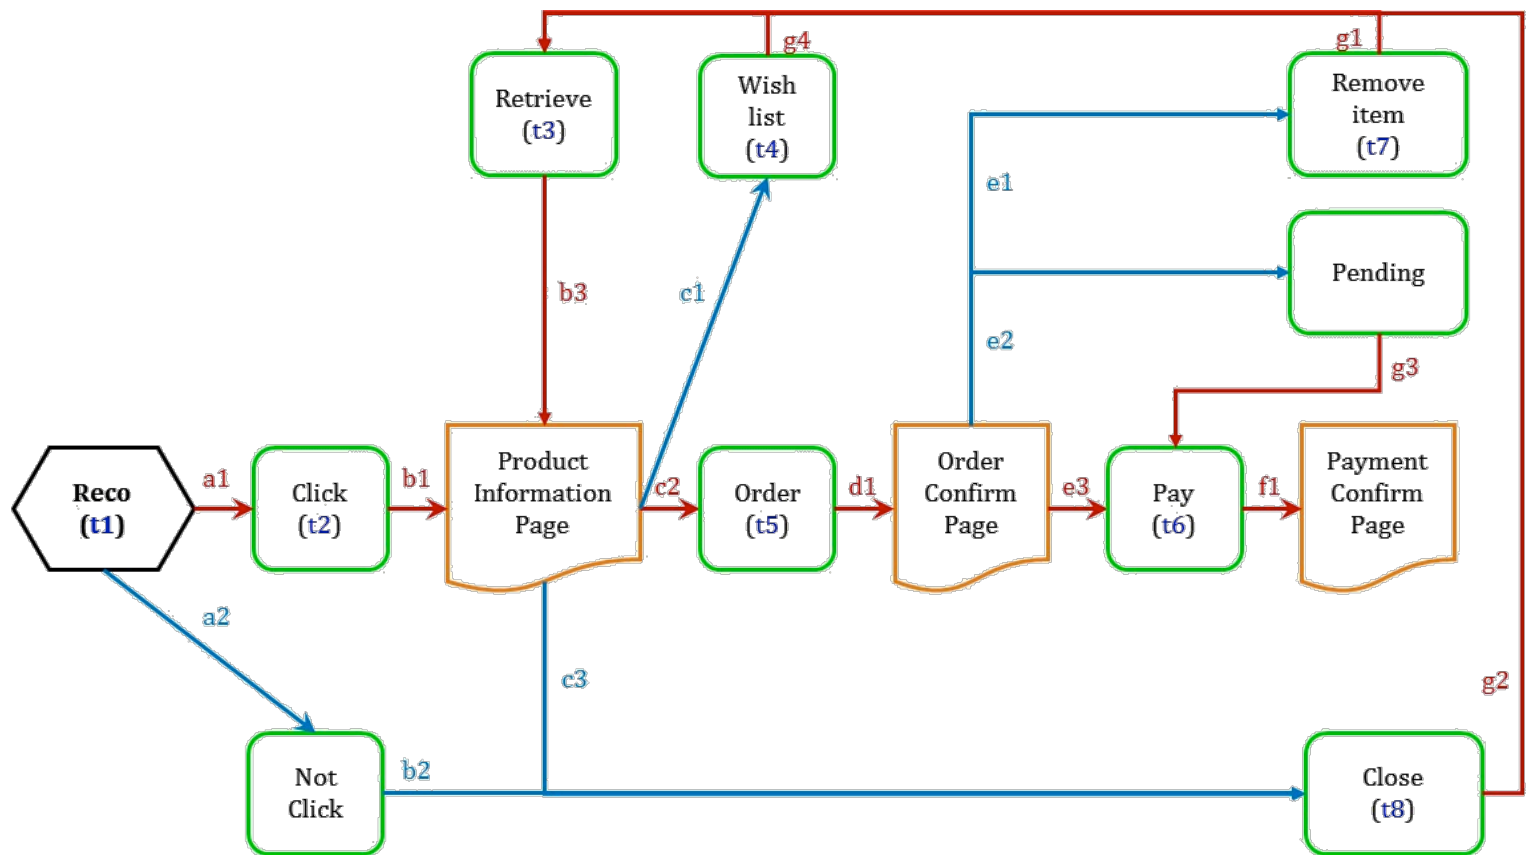 g4
g1
Retrieve
(t3)
Wish
list
(t4)
Remove
item
(t7)
e1
b3
c1
Pending
e2
g3
Reco
(t1)
a1
Click
(t2)
b1
Product
Information
Page
c2
Order
(t5)
d1
Order
Confirm
Page
e3
Pay
(t6)
f1
Payment
Confirm
Page
a2
c3
g2
Not
Click
b2
Close
(t8)